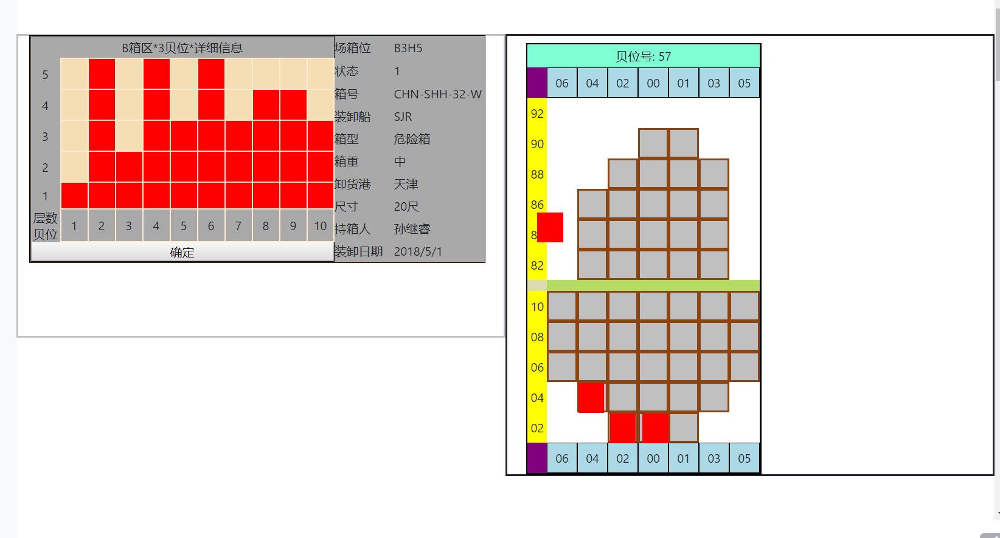 B箱区*3贝位*详细信息
5
4
3
2
1
层数
贝位 1 2 3 4 5 6 7 8 9 10
确定
场箱位 B3H5
状态 1
箱号 CHN-SHH-32-W
装卸船 SJR
箱型 危险箱
箱重 中
卸货港 天津
尺寸 20尺
持箱人 孙继睿
装卸日期 2018/5/1
贝位号: 57
06 04 02 00 01 03 05
92
90
88
86
8
82
10
08
06
04
02
06 04 02 00 01 03 05